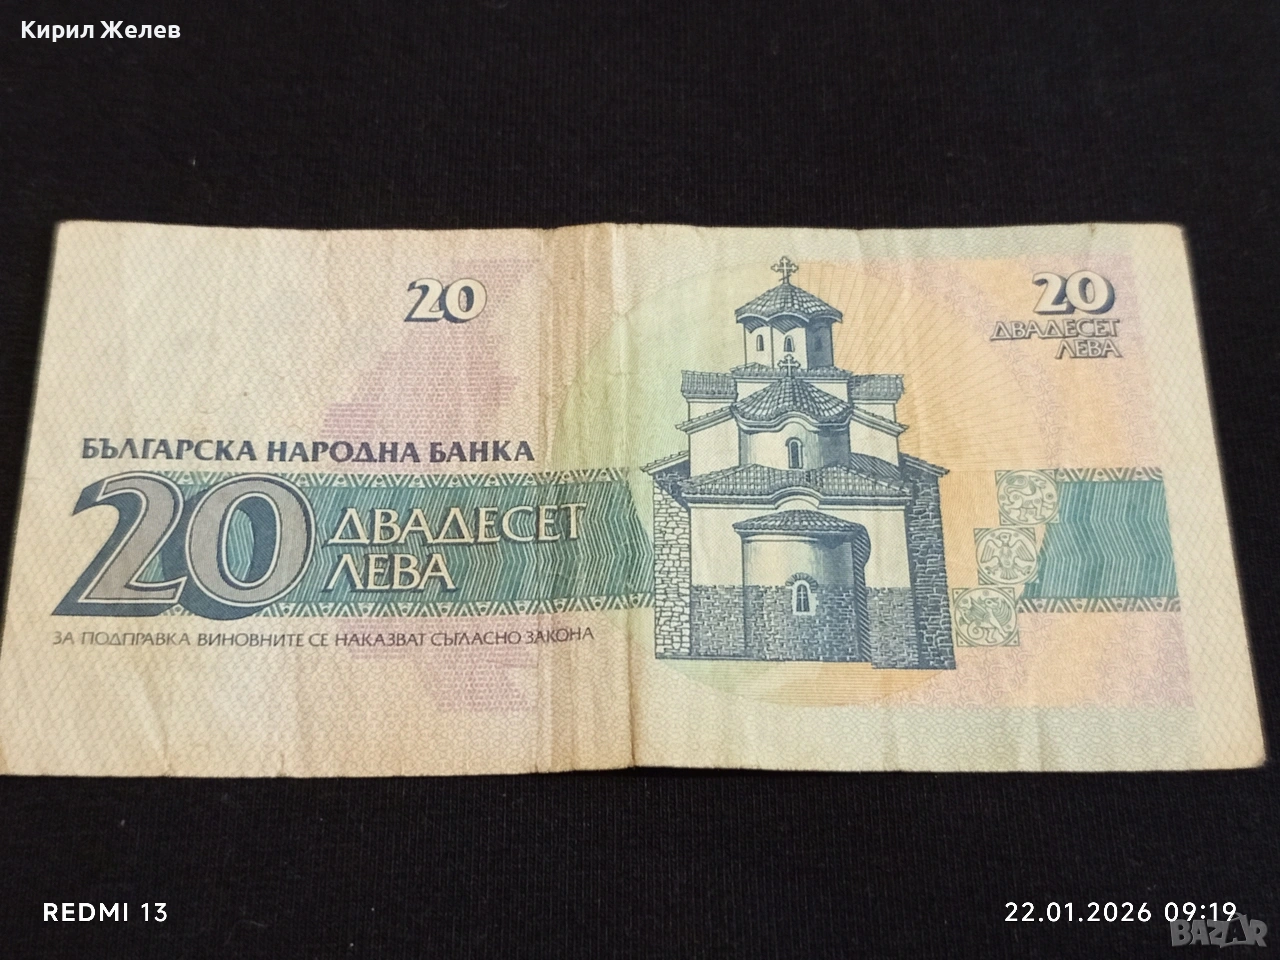 Кирил Желев
20
20
ДВАДЕСЕТ
ЛЕВА
БЪЛГАРСКА НАРОДНА БАНКА
20 ДВАДЕСЕТ
ЛЕВА
ЗА ПОДПРАВКА ВИНОВНИТЕ СЕ НАКАЗВАТ СЪГЛАСНО ЗАКОНА
REDMI 13
22.01.2026 09:19
BAZAR